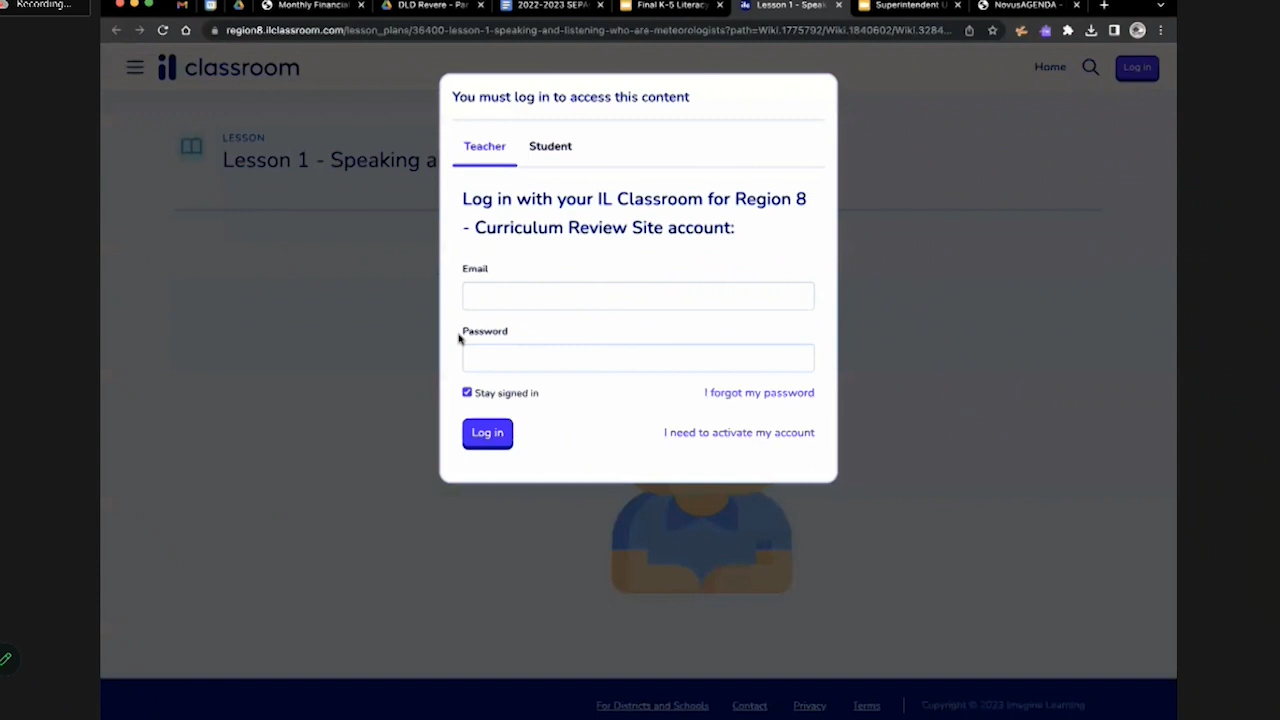 Recording...
Monthly Financial
DLD Revere - Par
2022-2023 SEPA
Final K-5 Literacy
Lesson 1 - Speak
Superintendent U
NovusAGENDA -
region8.ilclassroom.com/lesson_plans/36400-lesson-1-speaking-and-listening-who-are-meteorologists?path=Wiki.1775792/Wiki.1840602/Wiki.3284...
il classroom
Home
Log in
LESSON
Lesson 1 - Speaking a
You must log in to access this content
Teacher Student
Log in with your IL Classroom for Region 8
- Curriculum Review Site account:
Email
Password
Stay signed in
I forgot my password
Log in
I need to activate my account
For Districts and Schools Contact Privacy Terms Copyright © 2023 Imagine Learning